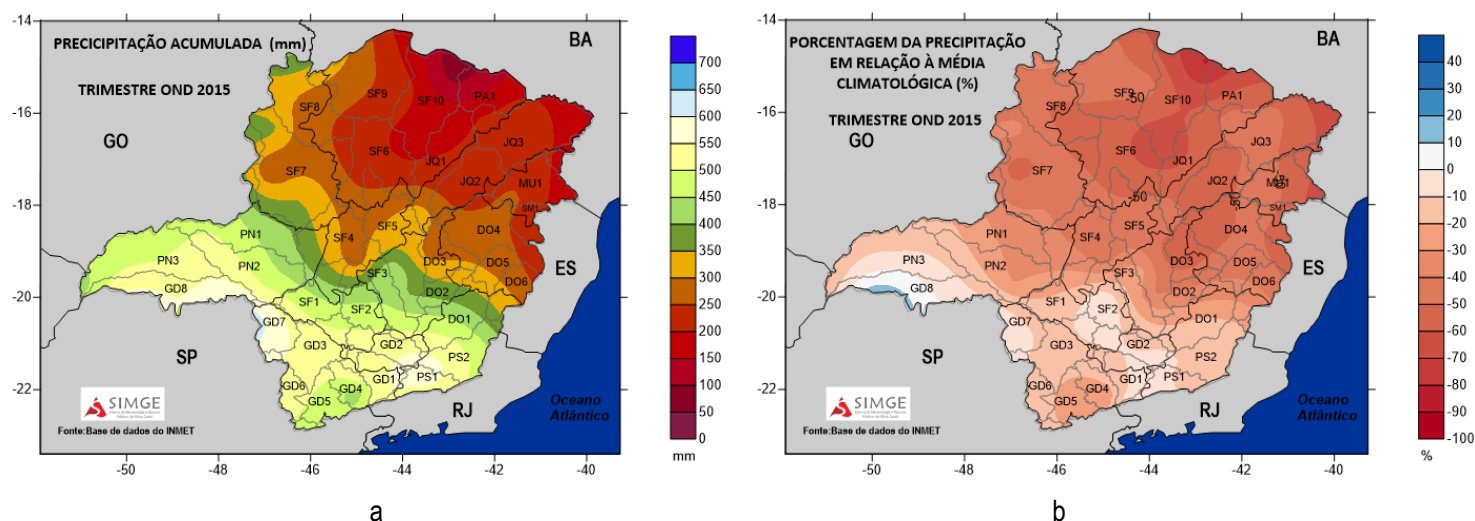 PRECICIPITAÇÃO ACUMULADA (mm)
TRIMESTRE OND 2015
BA
GO
ES
SP
RJ
Oceano
Atlântico
SF9
SF8
SF10
PA1
SF6
SF7
JQ1
JQ3
JQ2
MU1
SM1
SF5
SF4
DO4
PN1
PN3
PN2
GD8
SF3
DO3
DO5
DO6
SF1
SF2
DO2
DO1
GD7
GD3
GD2
PS2
GD6
GD5
GD4
GD1
PS1
SIMGE
Fonte:Base de dados do INMET
-14
-16
-18
-20
-22
-50
-48
-46
-44
-42
-40
700
600
500
450
400
350
300
250
200
150
100
50
0
mm
a
PORCENTAGEM DA PRECIPITAÇÃO
EM RELAÇÃO À MÉDIA
CLIMATOLÓGICA (%)
TRIMESTRE OND 2015
BA
GO
ES
SP
RJ
Oceano
Atlântico
SF9
-50
SF8
SF10
PA1
SF6
SF7
JQ1
JQ3
JQ2
MU1
SM1
-50
SF5
SF4
DO4
PN1
PN3
PN2
GD8
SF3
DO3
DO5
DO6
SF1
SF2
DO2
DO1
GD7
GD3
GD2
PS2
GD6
GD5
GD4
GD1
PS1
SIMGE
Fonte:Base de dados do INMET
-14
-16
-18
-20
-22
-50
-48
-46
-44
-42
-40
40
30
20
10
0
-10
-20
-30
-40
-50
-60
-70
-80
-90
-100
%
b